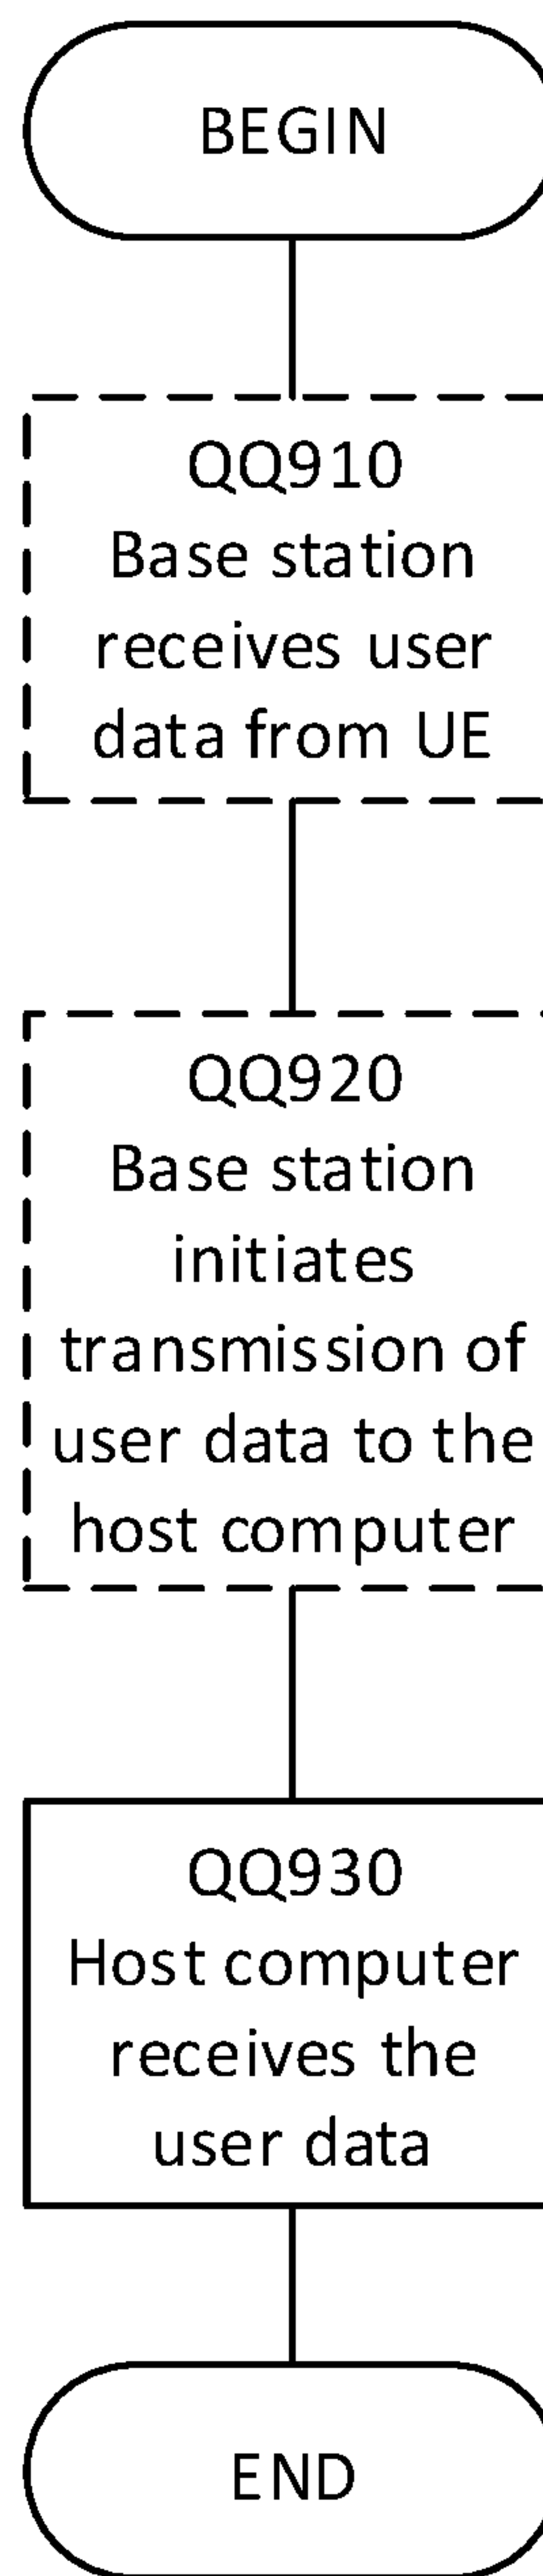 BEGIN
QQ910
Base station
receives user
data from UE
QQ920
Base station
initiates
transmission of
user data to the
host computer
QQ930
Host computer
receives the
user data
END